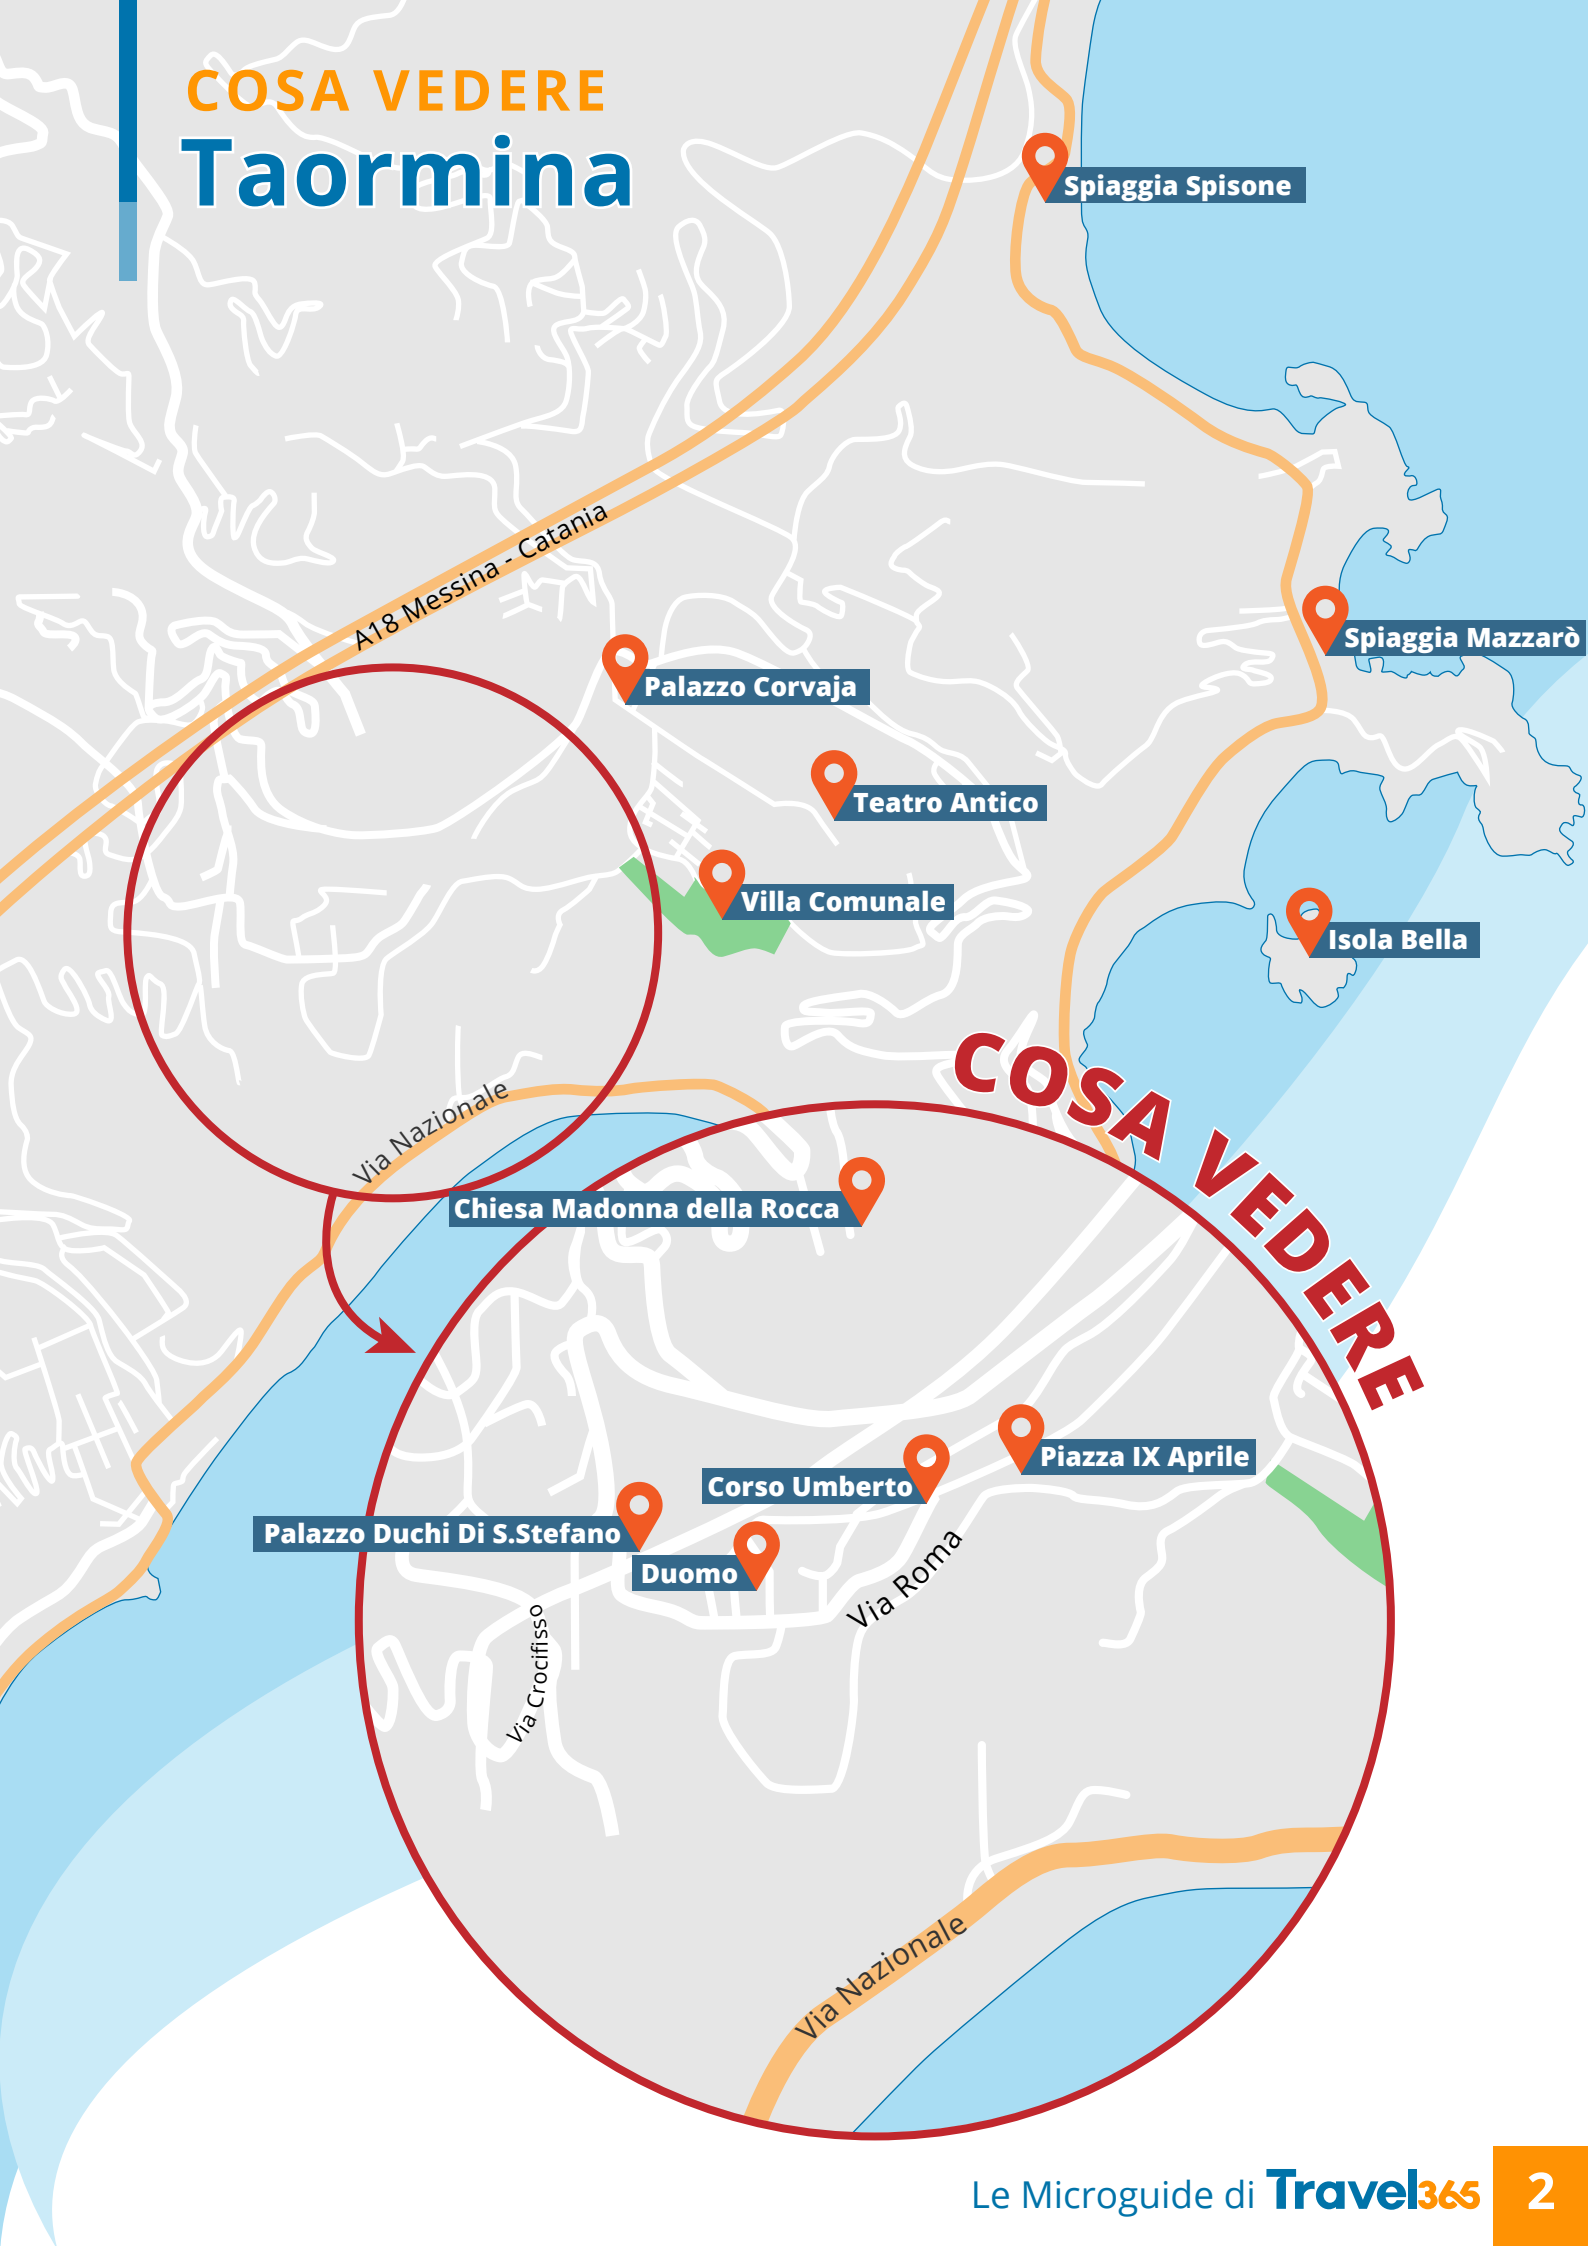 COSA VEDERE
Taormina
Spiaggia Spisone
A18 Messina - Catania
Spiaggia Mazzarò
Palazzo Corvaja
Teatro Antico
Villa Comunale
Isola Bella
Via Nazionale
COSA VEDERE
Chiesa Madonna della Rocca
Piazza IX Aprile
Corso Umberto
Palazzo Duchi Di S.Stefano
Duomo
Via Roma
Via Crocifisso
Via Nazionale
Le Microguide di Travel365
2